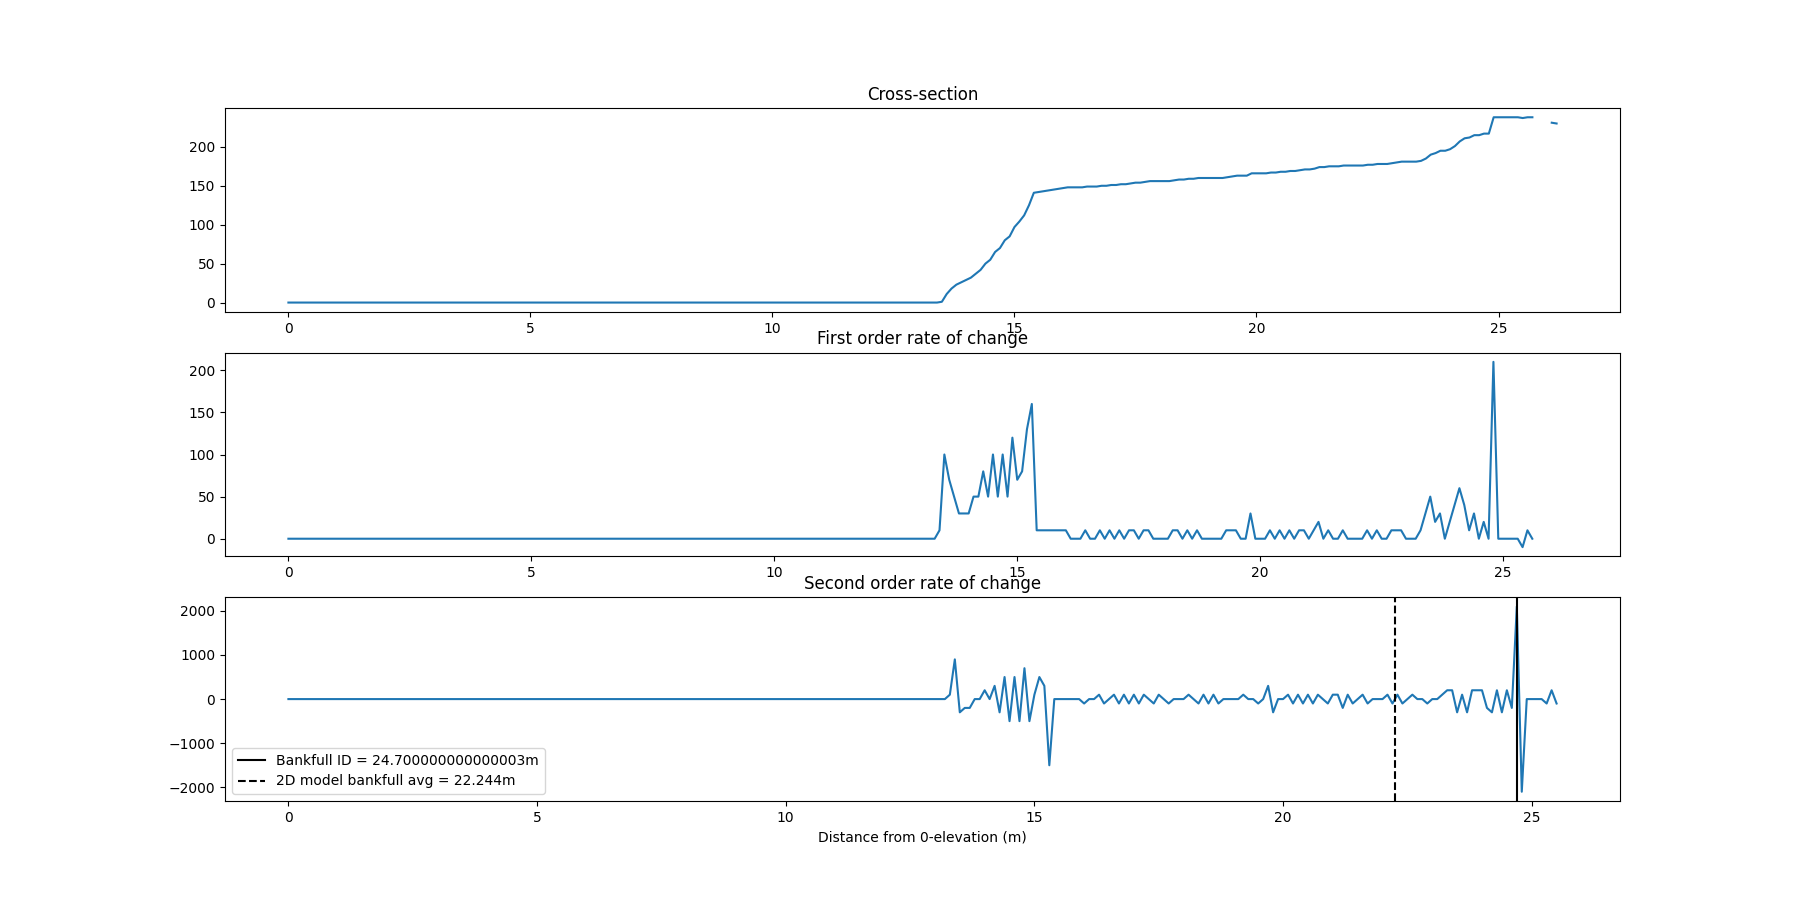 Cross-section
200
150
100
50
0
0 5 10 15 20 25
First order rate of change
200
150
100
50
0
0 5 10 15 20 25
Second order rate of change
2000
1000
0
−1000
−2000
Bankfull ID = 24.700000000000003m
2D model bankfull avg = 22.244m
0 5 10 15 20 25
Distance from 0-elevation (m)